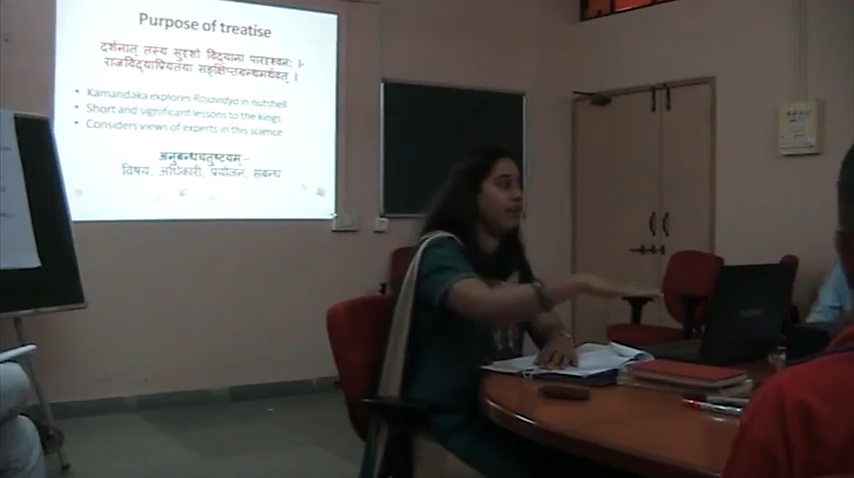 Purpose of treatise
दर्शनात् तस्य सुदृशो विद्यानां पारदृश्वनः ।
राजविद्याप्रियतया सङ्क्षिप्तग्रन्थमर्थवत् ।
• Kamandaka explores Rajavidya in nutshell
• Short and significant lessons to the kings
• Considers views of experts in this science
अनुबन्धचतुष्टयम्-
विषय, अधिकारी, प्रयोजन, संबन्ध